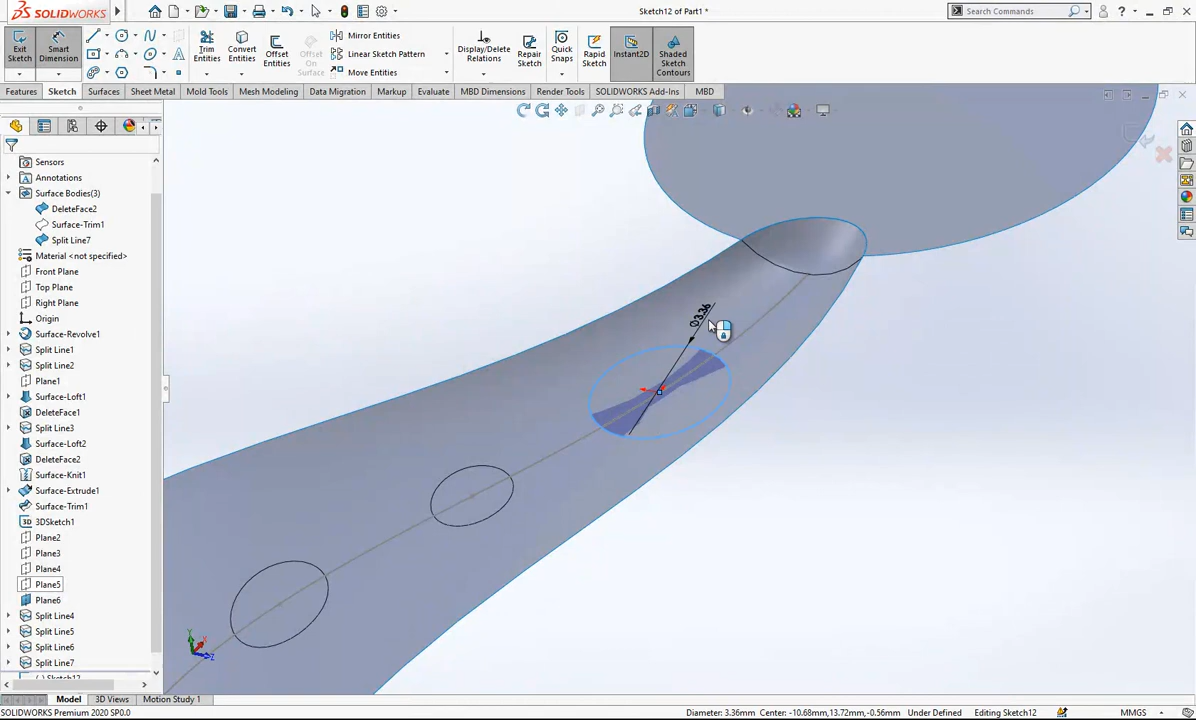 SOLIDWORKS
Sketch12 of Part1 *
Search Commands
Exit Sketch
Smart Dimension
Trim Entities
Convert Entities
Offset Entities
Offset On Surface
Mirror Entities
Linear Sketch Pattern
Move Entities
Display/Delete Relations
Repair Sketch
Quick Snaps
Rapid Sketch
Instant2D
Shaded Sketch Contours
Features Sketch Surfaces Sheet Metal Mold Tools Mesh Modeling Data Migration Markup Evaluate MBD Dimensions Render Tools SOLIDWORKS Add-Ins MBD
Sensors
Annotations
Surface Bodies(3)
DeleteFace2
Surface-Trim1
Split Line7
Material <not specified>
Front Plane
Top Plane
Right Plane
Origin
Surface-Revolve1
Split Line1
Split Line2
Plane1
Surface-Loft1
DeleteFace1
Split Line3
Surface-Loft2
DeleteFace2
Surface-Knit1
Surface-Extrude1
Surface-Trim1
3D 3DSketch1
Plane2
Plane3
Plane4
Plane5
Plane6
Split Line4
Split Line5
Split Line6
Split Line7
(-) Sketch12
Ø3.36
Y
X
Z
Model 3D Views Motion Study 1
SOLIDWORKS Premium 2020 SP0.0
Diameter: 3.36mm Center: -10.68mm,13.72mm,-0.56mm Under Defined Editing Sketch12 MMGS